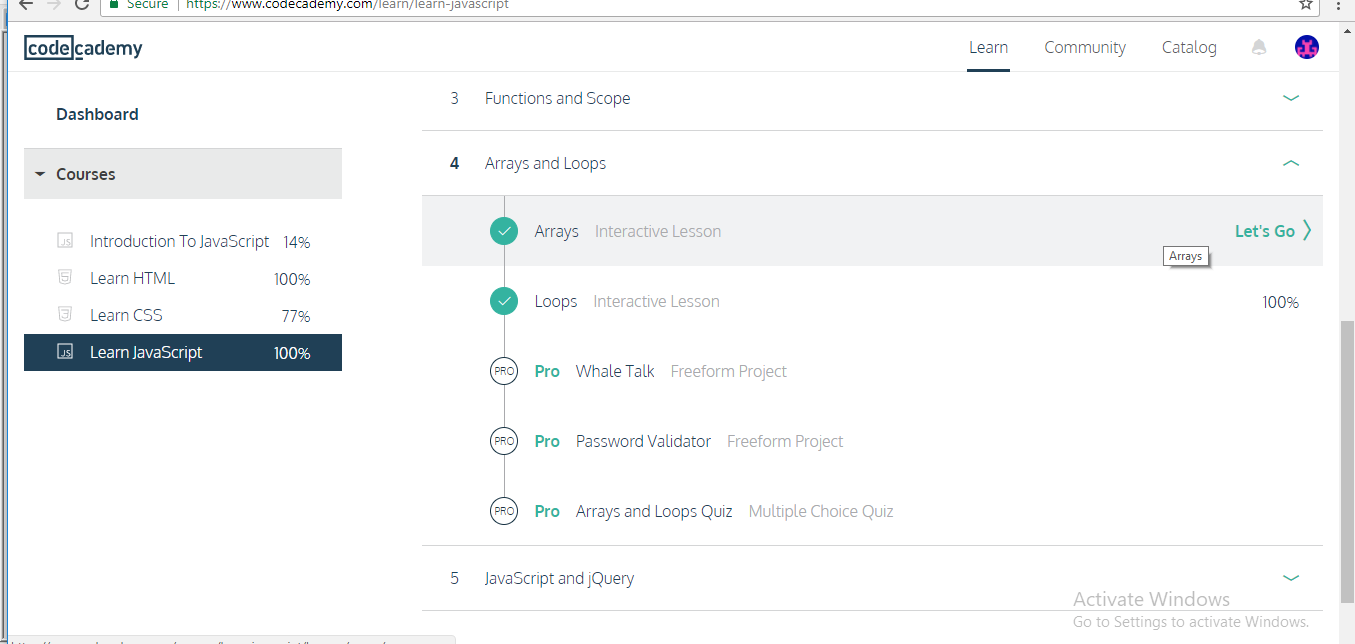 Secure https://www.codecademy.com/learn/learn-javascript
codecademy
Learn Community Catalog
Dashboard
Courses
JS Introduction To JavaScript 14%
5 Learn HTML 100%
3 Learn CSS 77%
JS Learn JavaScript 100%
3 Functions and Scope
4 Arrays and Loops
Arrays Interactive Lesson Let's Go
Arrays
Loops Interactive Lesson 100%
PRO Pro Whale Talk Freeform Project
PRO Pro Password Validator Freeform Project
PRO Pro Arrays and Loops Quiz Multiple Choice Quiz
5 JavaScript and jQuery
Activate Windows
Go to Settings to activate Windows.